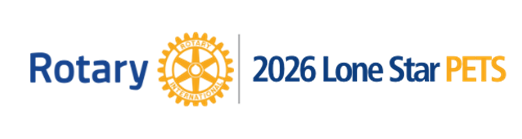 Rotary
ROTARY
INTERNATIONAL
2026 Lone Star PETS